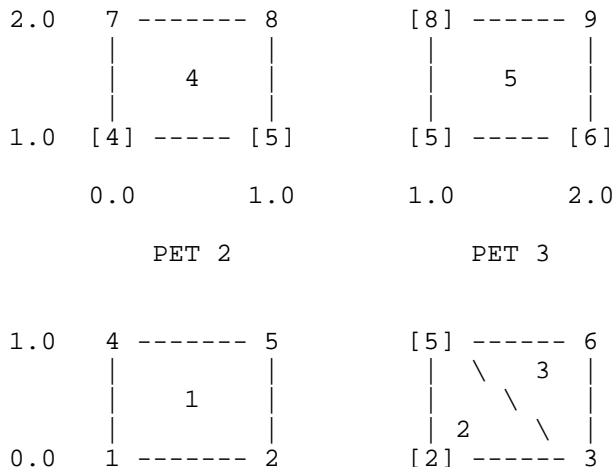 2.0 7 ------- 8 [8] ------ 9
| | | |
| 4 | | 5 |
| | | |
1.0 [4] ----- [5] [5] ----- [6]
0.0 1.0 1.0 2.0
PET 2 PET 3
1.0 4 ------- 5 [5] ------ 6
| | | \ 3 |
| 1 | | \ |
| | | 2 \ |
0.0 1 ------- 2 [2] ------ 3